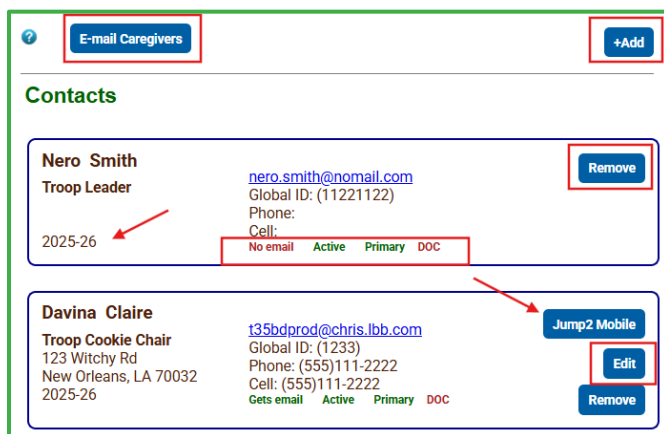 E-mail Caregivers
+Add
Contacts
Nero Smith
Troop Leader
2025-26
nero.smith@nomail.com
Global ID: (11221122)
Phone:
Cell:
No email Active Primary DOC
Remove
Davina Claire
Troop Cookie Chair
123 Witchy Rd
New Orleans, LA 70032
2025-26
t35bdprod@chris.lbb.com
Global ID: (1233)
Phone: (555)111-2222
Cell: (555)111-2222
Gets email Active Primary DOC
Jump2 Mobile
Edit
Remove